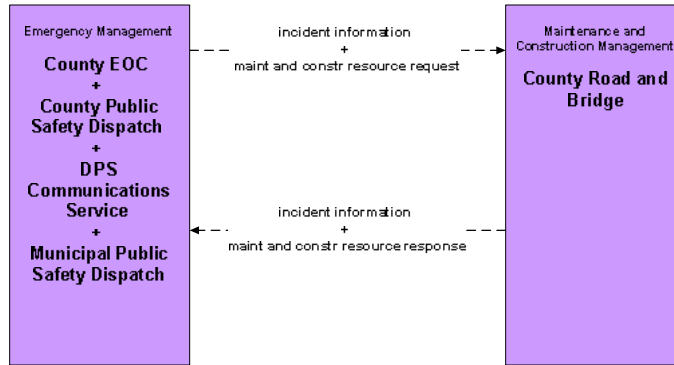 Emergency Management
County EOC
+
County Public
Safety Dispatch
+
DPS
Communications
Service
+
Municipal Public
Safety Dispatch
incident information
+
maint and constr resource request
incident information
+
maint and constr resource response
Maintenance and
Construction Management
County Road and
Bridge